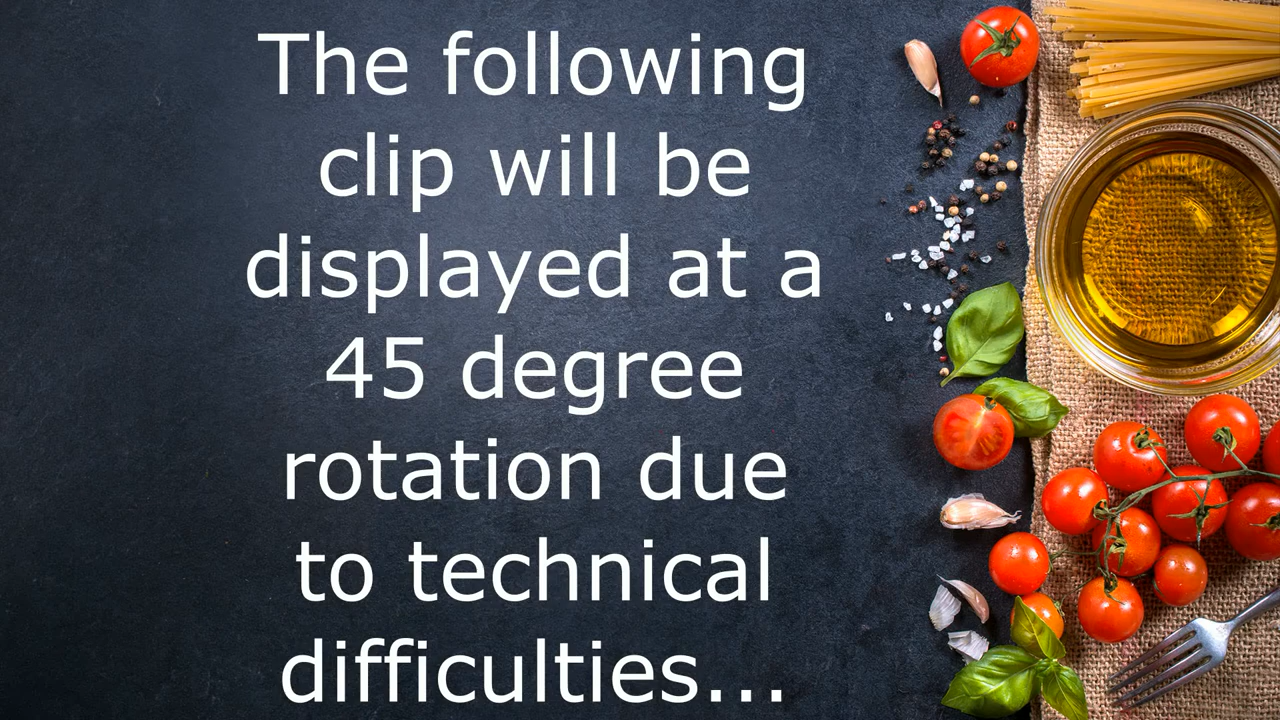 The following
clip will be
displayed at a
45 degree
rotation due
to technical
difficulties...